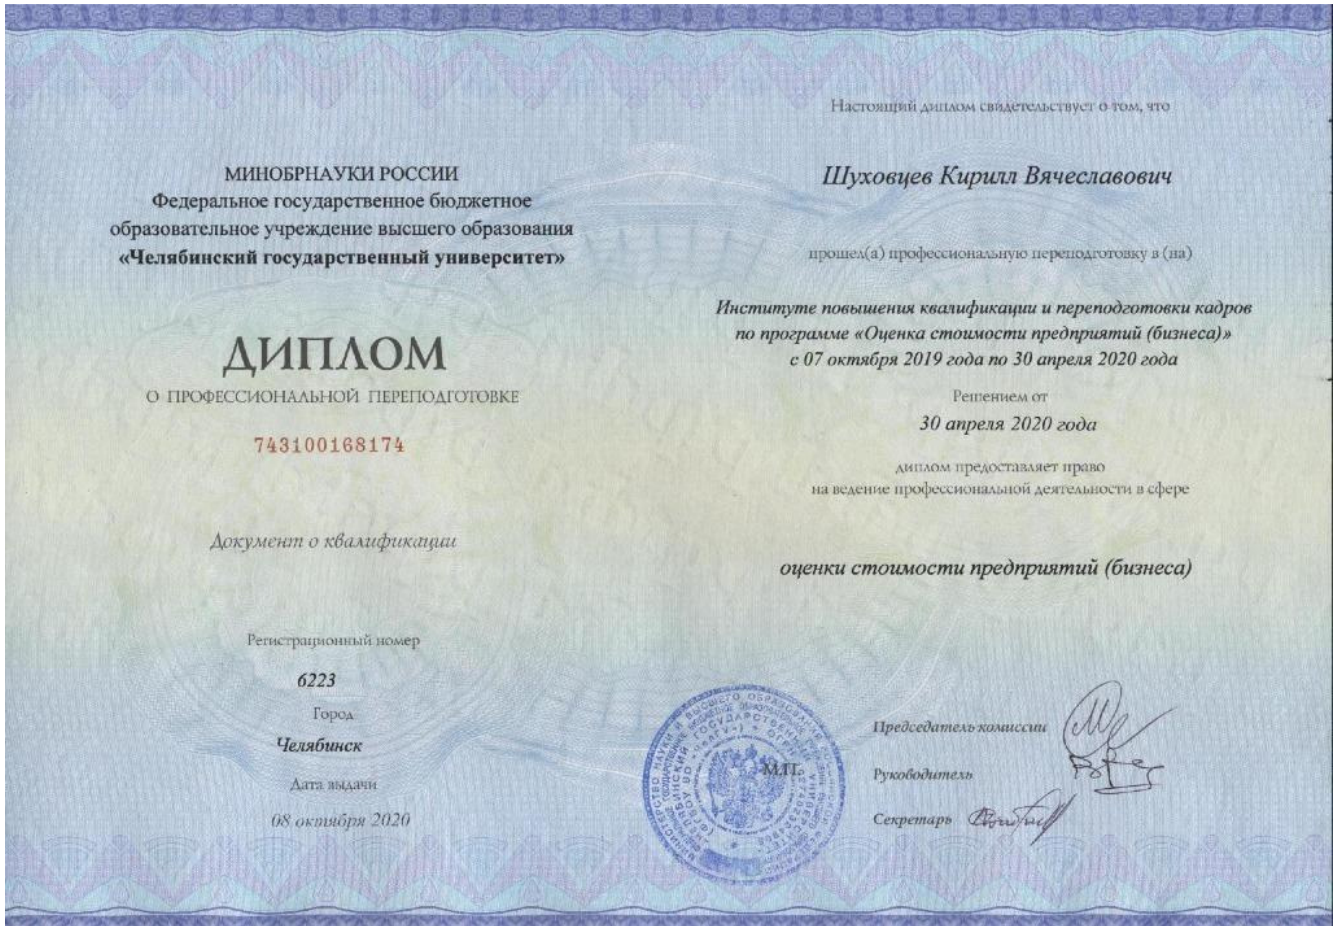 МИНОБРНАУКИ РОССИИ
Федеральное государственное бюджетное
образовательное учреждение высшего образования
«Челябинский государственный университет»
ДИПЛОМ
О ПРОФЕССИОНАЛЬНОЙ ПЕРЕПОДГОТОВКЕ
743100168174
Документ о квалификации
Регистрационный номер
6223
Город
Челябинск
Дата выдачи
08 октября 2020
Настоящий диплом свидетельствует о том, что
Шуховцев Кирилл Вячеславович
прошел(а) профессиональную переподготовку в (на)
Институте повышения квалификации и переподготовки кадров
по программе «Оценка стоимости предприятий (бизнеса)»
с 07 октября 2019 года по 30 апреля 2020 года
Решением от
30 апреля 2020 года
диплом предоставляет право
на ведение профессиональной деятельности в сфере
оценки стоимости предприятий (бизнеса)
М.П.
Председатель комиссии
Руководитель
Секретарь